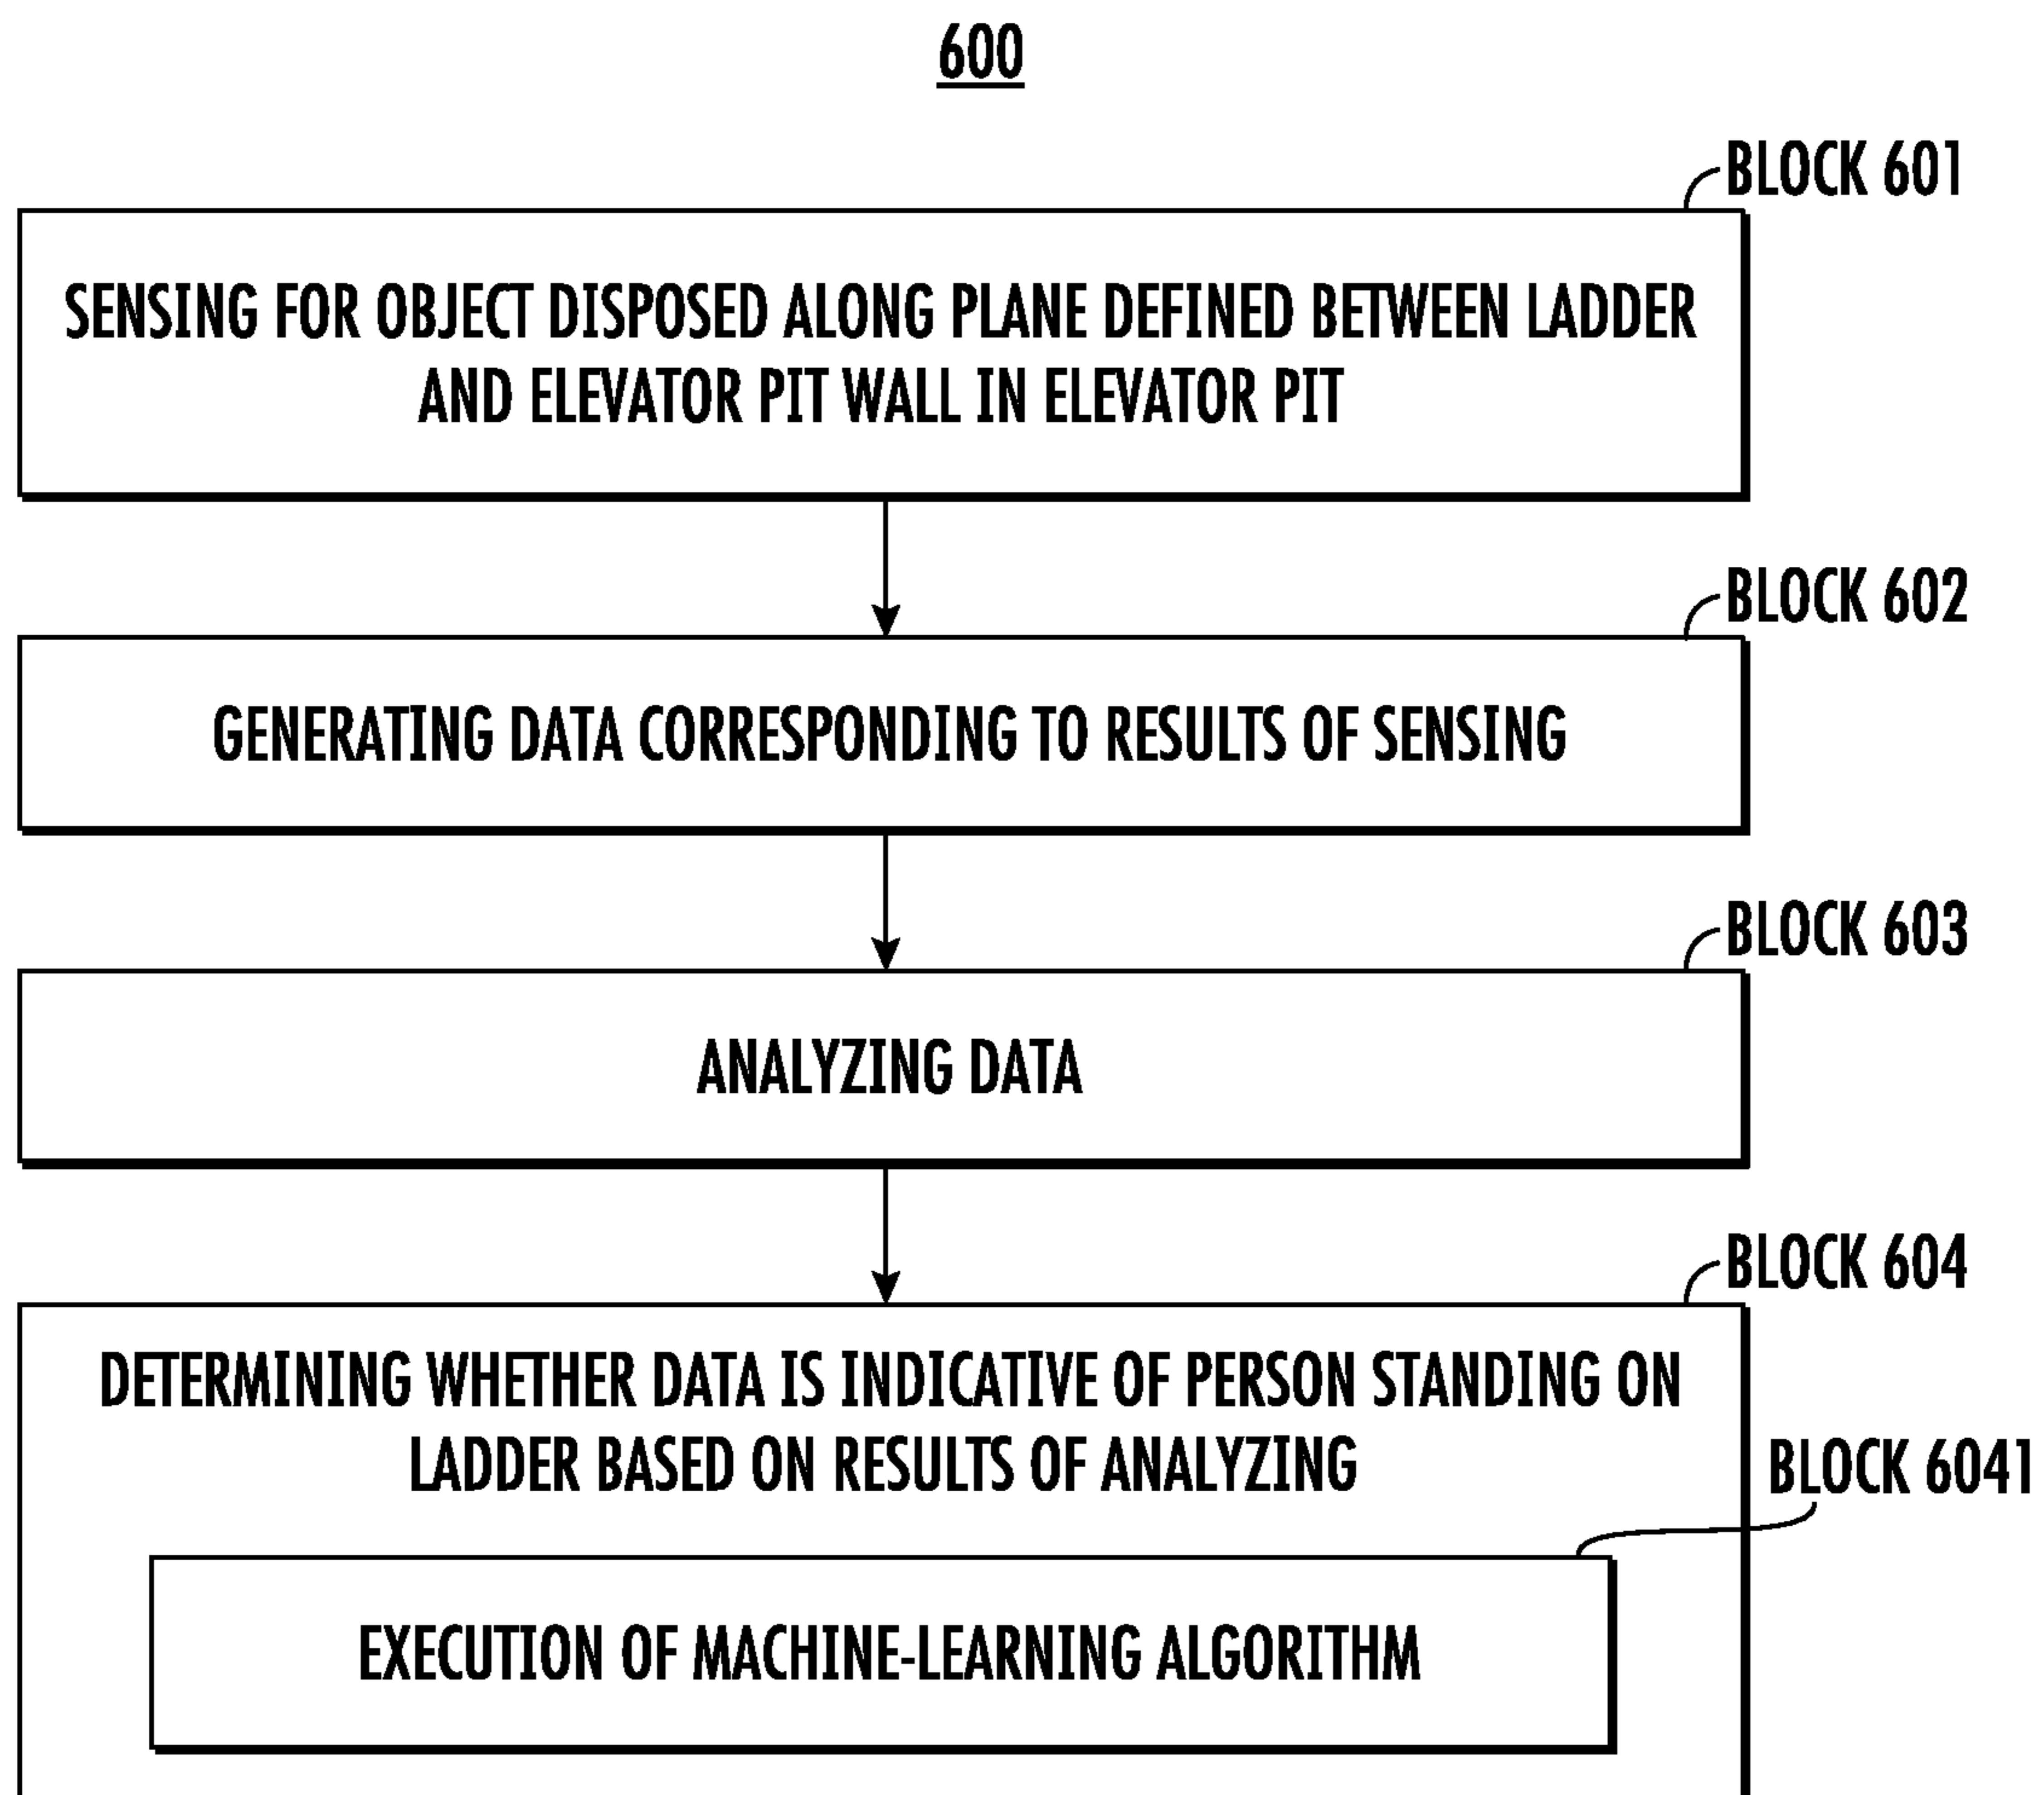 600
BLOCK 601
SENSING FOR OBJECT DISPOSED ALONG PLANE DEFINED BETWEEN LADDER
AND ELEVATOR PIT WALL IN ELEVATOR PIT
BLOCK 602
GENERATING DATA CORRESPONDING TO RESULTS OF SENSING
BLOCK 603
ANALYZING DATA
BLOCK 604
DETERMINING WHETHER DATA IS INDICATIVE OF PERSON STANDING ON
LADDER BASED ON RESULTS OF ANALYZING
BLOCK 6041
EXECUTION OF MACHINE-LEARNING ALGORITHM